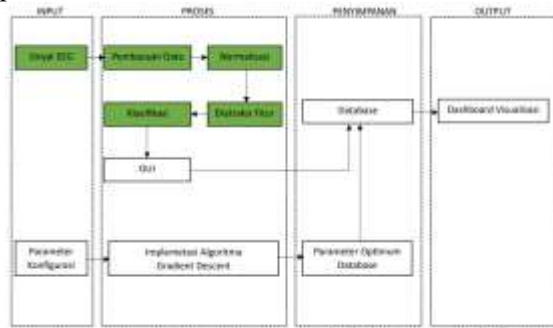 INPUT
PROSES
PENYIMPANAN
OUTPUT
Sinyal EEG
Pembacaan Data
Normalisasi
Klasifikasi
Ekstraksi Fitur
Database
Dashboard Visualisasi
GUI
Parameter
Konfigurasi
Implementasi Algoritma
Gradient Descent
Parameter Optimum
Database